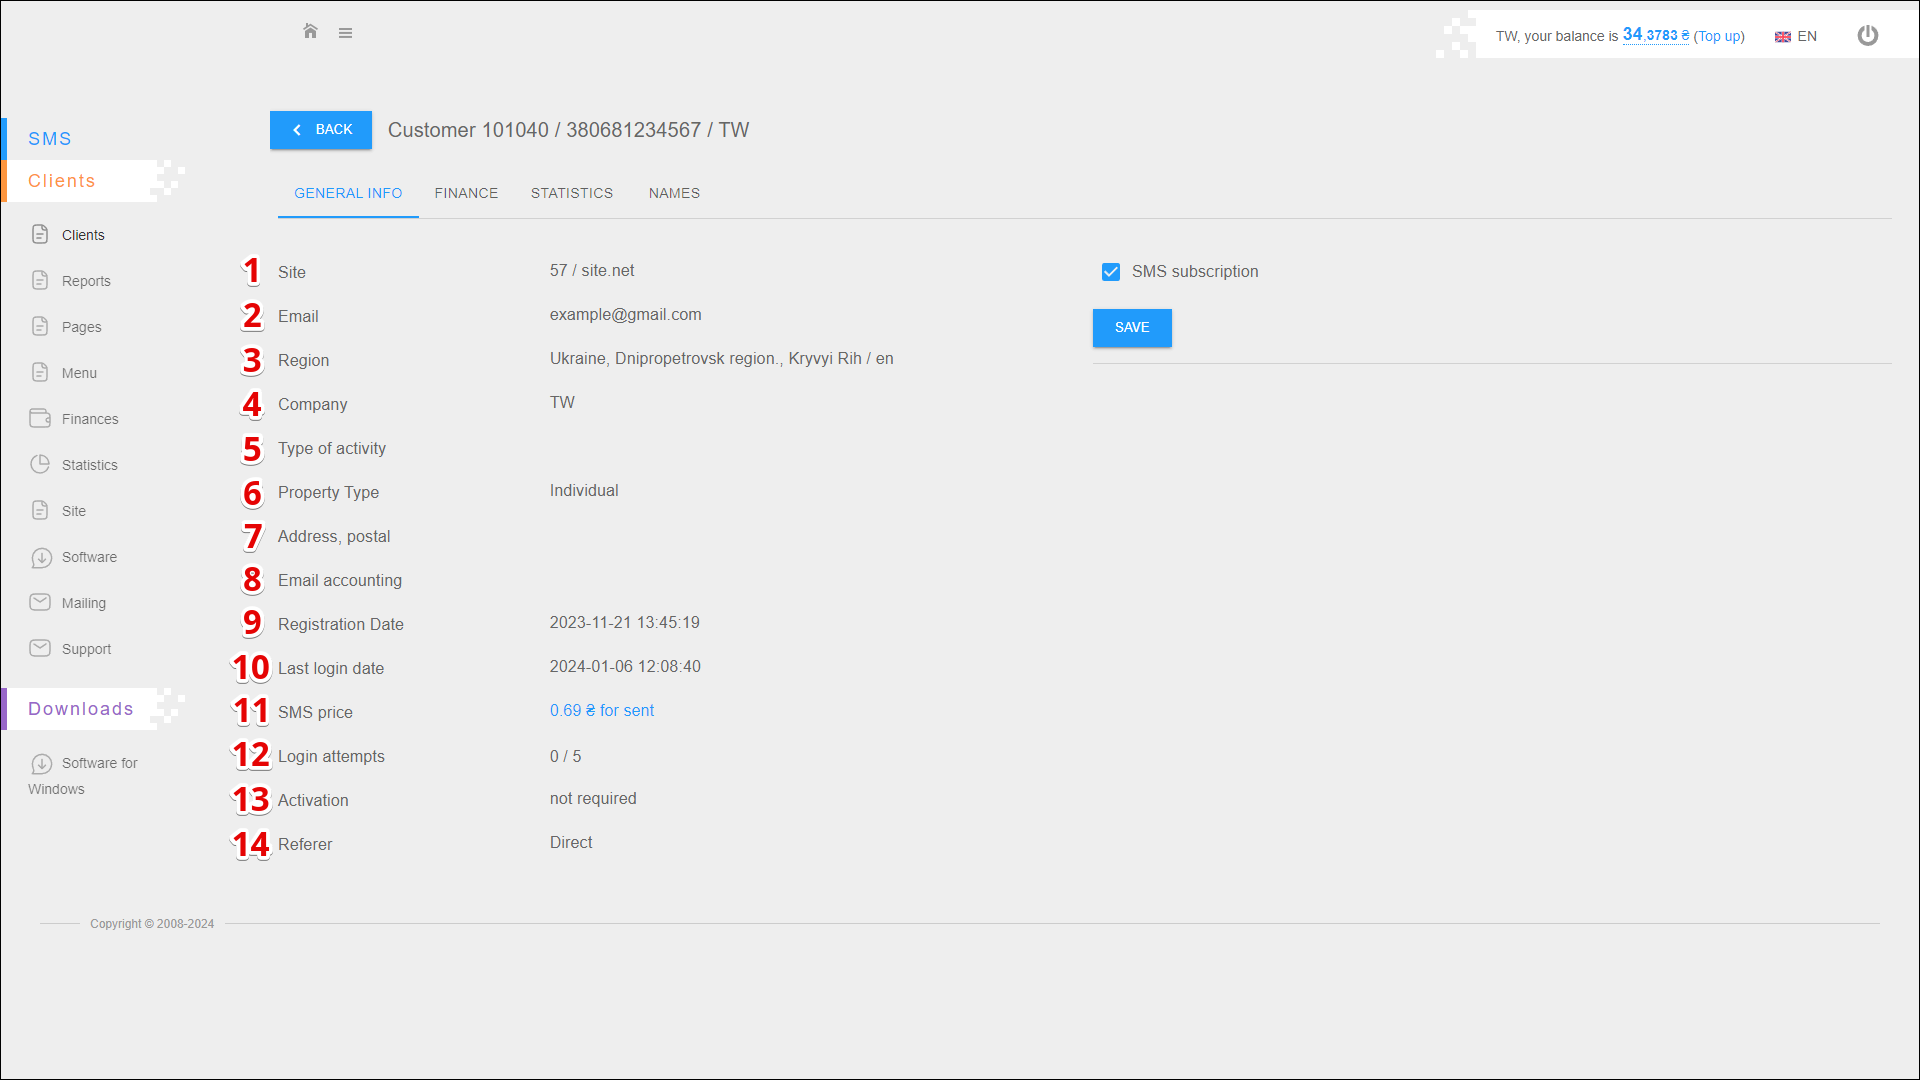 TW, your balance is 34,3783 ₴ (Top up) EN
SMS
Clients
Clients
Reports
Pages
Menu
Finances
Statistics
Site
Software
Mailing
Support
Downloads
Software for
Windows
BACK Customer 101040 / 380681234567 / TW
GENERAL INFO FINANCE STATISTICS NAMES
1 Site 57 / site.net
2 Email example@gmail.com
3 Region Ukraine, Dnipropetrovsk region., Kryvyi Rih / en
4 Company TW
5 Type of activity
6 Property Type Individual
7 Address, postal
8 Email accounting
9 Registration Date 2023-11-21 13:45:19
10 Last login date 2024-01-06 12:08:40
11 SMS price 0.69 ₴ for sent
12 Login attempts 0 / 5
13 Activation not required
14 Referer Direct
SMS subscription
SAVE
Copyright © 2008-2024